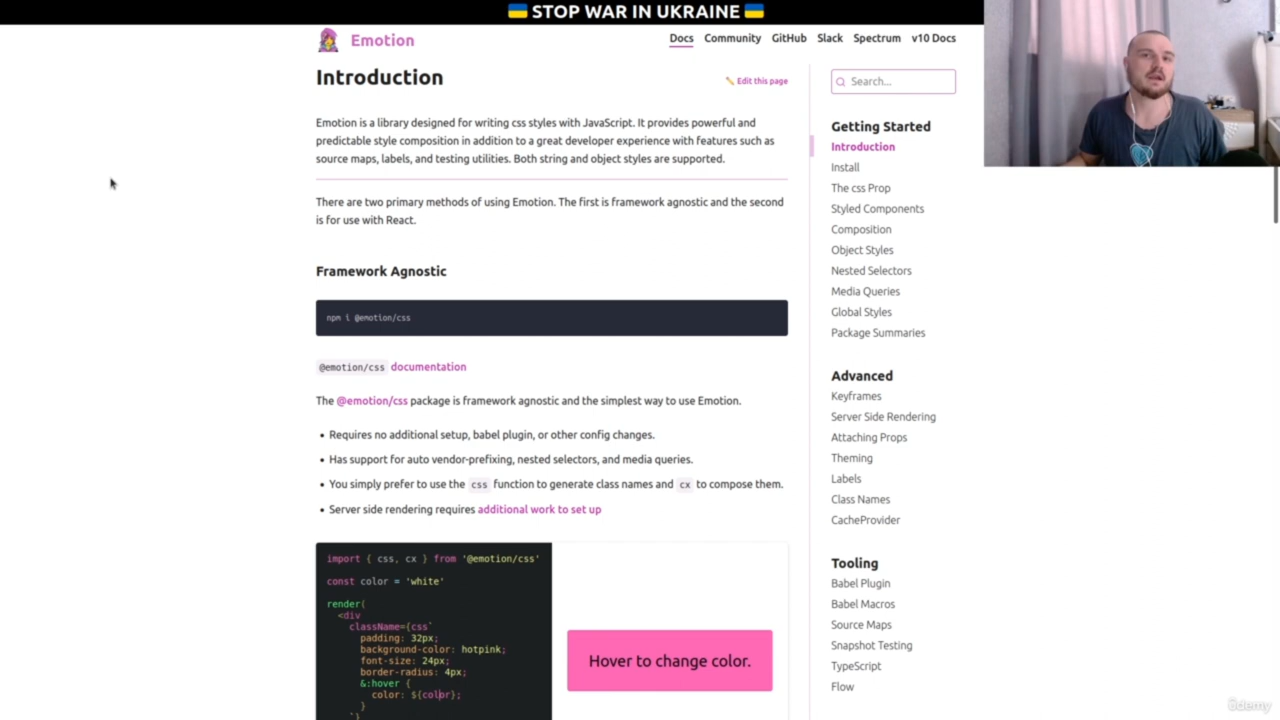 🇺🇦 STOP WAR IN UKRAINE 🇺🇦
Emotion
Docs Community GitHub Slack Spectrum v10 Docs
Introduction
✏️ Edit this page
Emotion is a library designed for writing css styles with JavaScript. It provides powerful and
predictable style composition in addition to a great developer experience with features such as
source maps, labels, and testing utilities. Both string and object styles are supported.
There are two primary methods of using Emotion. The first is framework agnostic and the second
is for use with React.
Framework Agnostic
npm i @emotion/css
@emotion/css documentation
The @emotion/css package is framework agnostic and the simplest way to use Emotion.
• Requires no additional setup, babel plugin, or other config changes.
• Has support for auto vendor-prefixing, nested selectors, and media queries.
• You simply prefer to use the css function to generate class names and cx to compose them.
• Server side rendering requires additional work to set up
import { css, cx } from '@emotion/css'
const color = 'white'
render(
<div
className={css`
padding: 32px;
background-color: hotpink;
font-size: 24px;
border-radius: 4px;
&:hover {
color: ${color};
}
`}
Hover to change color.
Search...
Getting Started
Introduction
Install
The css Prop
Styled Components
Composition
Object Styles
Nested Selectors
Media Queries
Global Styles
Package Summaries
Advanced
Keyframes
Server Side Rendering
Attaching Props
Theming
Labels
Class Names
CacheProvider
Tooling
Babel Plugin
Babel Macros
Source Maps
Snapshot Testing
TypeScript
Flow
ûdemy